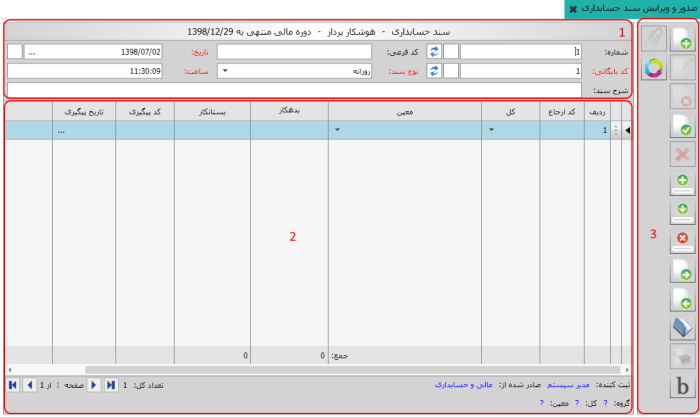 صدور و ویرایش سند حسابداری ✖
سند حسابداری - هوشکار پرداز - دوره مالی منتهی به 1398/12/29
1
شماره: 1 کد فرعی: تاریخ: 1398/07/02 ...
کد بایگانی: 1 نوع سند: روزانه ساعت: 11:30:09
شرح سند:
ردیف کد ارجاع کل معین بدهکار بستانکار کد پیگیری تاریخ پیگیری
1 ...
2
3
جمع: 0 0
تعداد کل: 1 صفحه 1 از 1
ثبت کننده: مدیر سیستم صادر شده از: مالی و حسابداری
گروه: ? کل: ? معین: ?
b